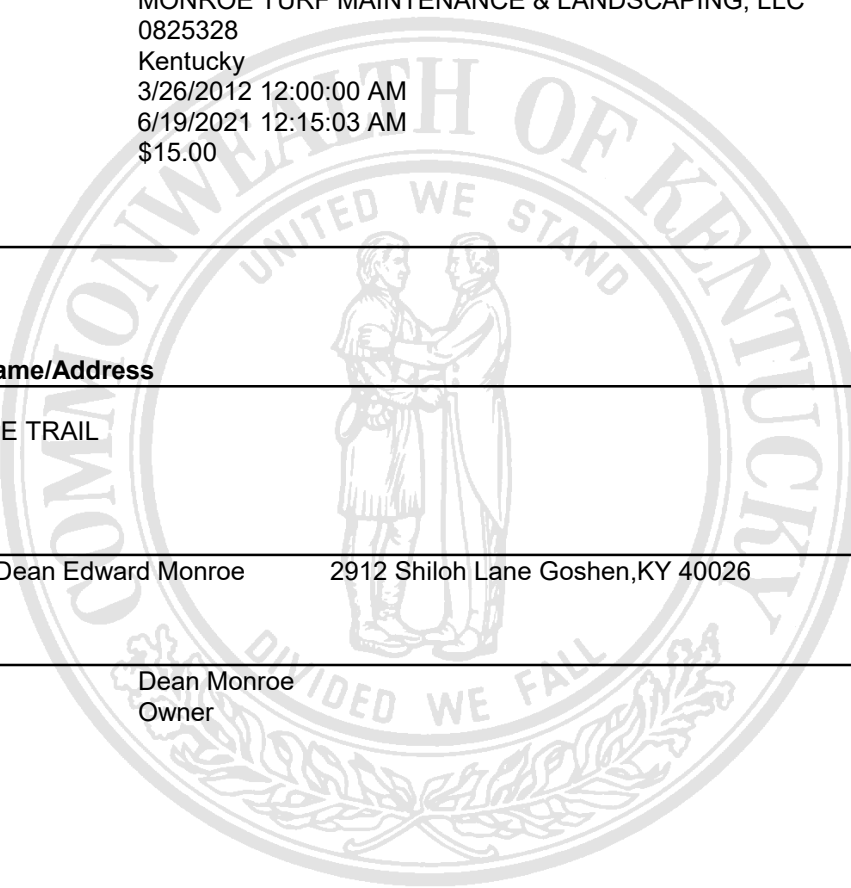 MONROE TURF MAINTENANCE & LANDSCAPING, LLC
0825328
Kentucky
3/26/2012 12:00:00 AM
6/19/2021 12:15:03 AM
$15.00
COMMONWEALTH OF KENTUCKY
UNITED WE STAND
ame/Address
E TRAIL
Dean Edward Monroe 2912 Shiloh Lane Goshen,KY 40026
DIVIDED WE FALL
Dean Monroe
Owner